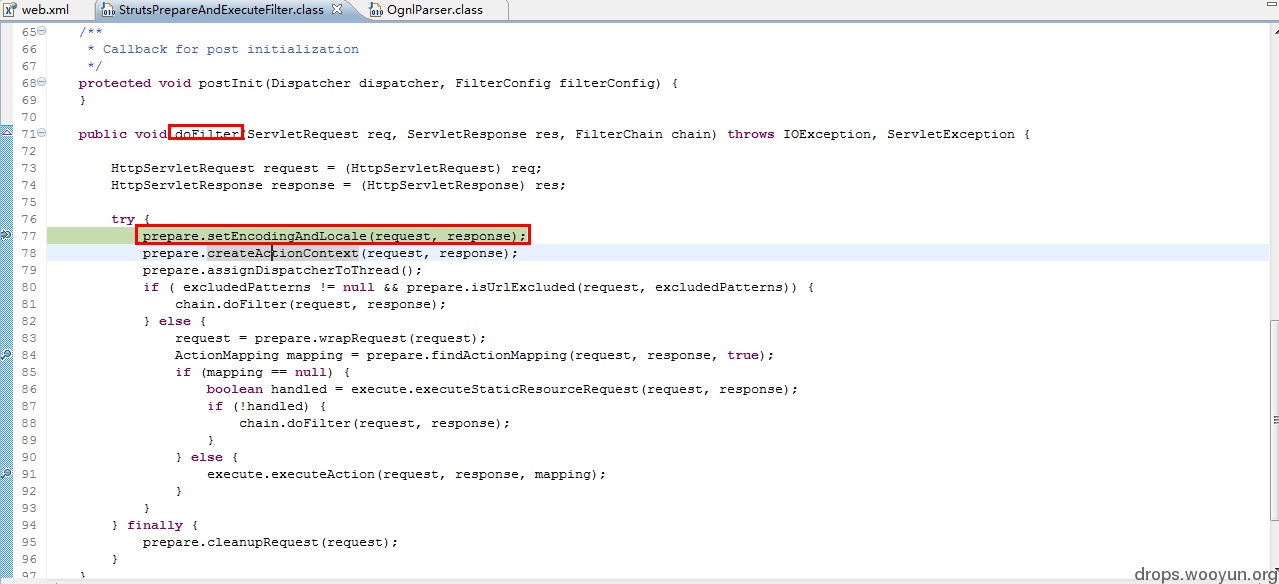 web.xml StrutsPrepareAndExecuteFilter.class OgnlParser.class
65 /**
66 * Callback for post initialization
67 */
68 protected void postInit(Dispatcher dispatcher, FilterConfig filterConfig) {
69 }
70
71 public void doFilter(ServletRequest req, ServletResponse res, FilterChain chain) throws IOException, ServletException {
72
73 HttpServletRequest request = (HttpServletRequest) req;
74 HttpServletResponse response = (HttpServletResponse) res;
75
76 try {
77 prepare.setEncodingAndLocale(request, response);
78 prepare.createActionContext(request, response);
79 prepare.assignDispatcherToThread();
80 if ( excludedPatterns != null && prepare.isUrlExcluded(request, excludedPatterns)) {
81 chain.doFilter(request, response);
82 } else {
83 request = prepare.wrapRequest(request);
84 ActionMapping mapping = prepare.findActionMapping(request, response, true);
85 if (mapping == null) {
86 boolean handled = execute.executeStaticResourceRequest(request, response);
87 if (!handled) {
88 chain.doFilter(request, response);
89 }
90 } else {
91 execute.executeAction(request, response, mapping);
92 }
93 }
94 } finally {
95 prepare.cleanupRequest(request);
96 }
97 }
drops.wooyun.org